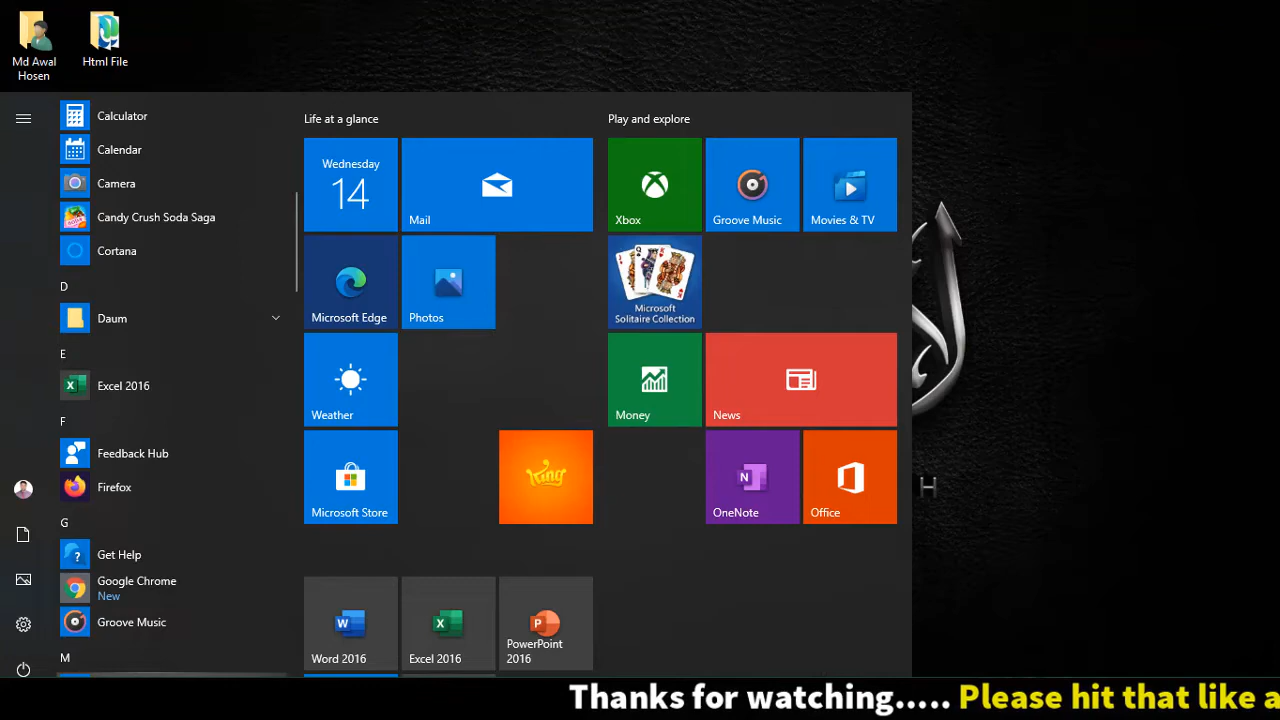 Md Awal
Hosen
Html File
Calculator
Calendar
Camera
Candy Crush Soda Saga
Cortana
D
Daum
E
Excel 2016
F
Feedback Hub
Firefox
G
Get Help
Google Chrome
New
Groove Music
M
Life at a glance
Wednesday
14
Mail
Microsoft Edge
Photos
Weather
Microsoft Store
King
Word 2016
Excel 2016
PowerPoint
2016
Play and explore
Xbox
Groove Music
Movies & TV
Microsoft
Solitaire Collection
Money
News
OneNote
Office
H
Thanks for watching..... Please hit that like a